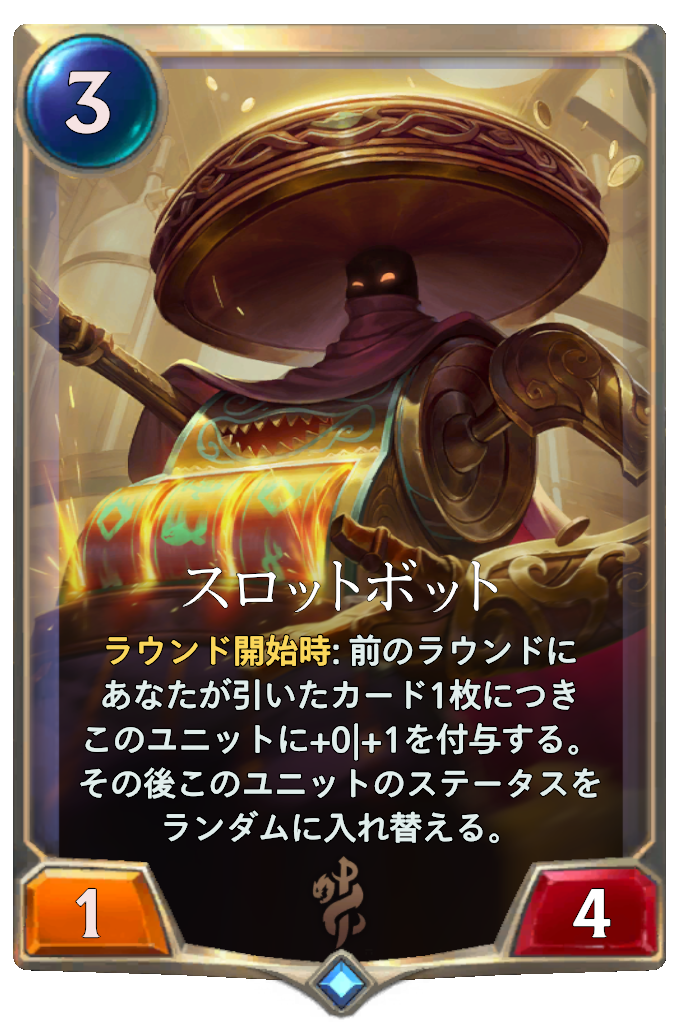 3
スロットボット
ラウンド開始時: 前のラウンドに
あなたが引いたカード1枚につき
このユニットに+0|+1を付与する。
その後このユニットのステータスを
ランダムに入れ替える。
1
4